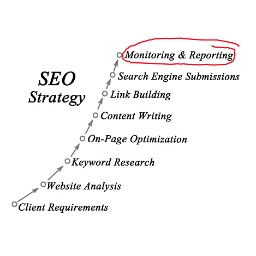 Monitoring & Reporting
Search Engine Submissions
SEO
Strategy
Link Building
Content Writing
On-Page Optimization
Keyword Research
Website Analysis
Client Requirements